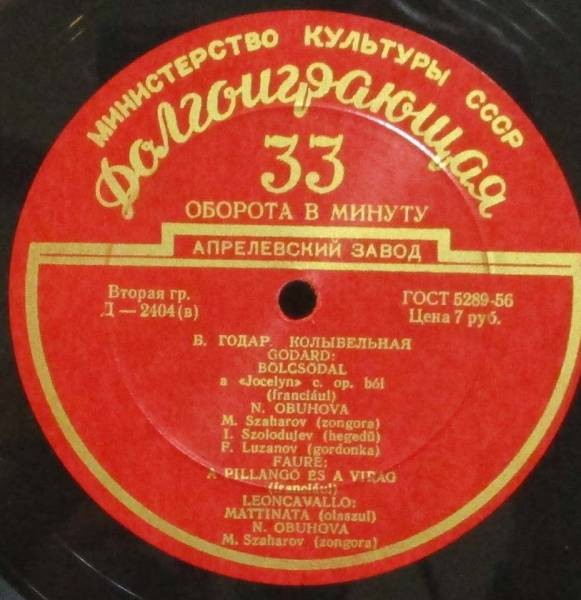 МИНИСТЕРСТВО КУЛЬТУРЫ СССР
Долгоиграющая
33
ОБОРОТА В МИНУТУ
АПРЕЛЕВСКИЙ ЗАВОД
Вторая гр.
Д — 2404 (в)
ГОСТ 5289-56
Цена 7 руб.
Б. ГОДАР. КОЛЫБЕЛЬНАЯ
GODARD:
BÖLCSÖDAL
a «Jocelyn» c. op. ból
(franciául)
N. OBUHOVA
M. Szaharov (zongora)
I. Szolodujev (hegedű)
F. Luzanov (gordonka)
FAURE:
A PILLANGÓ ÉS A VIRÁG
(franciául)
LEONCAVALLO:
MATTINATA (olaszul)
N. OBUHOVA
M. Szaharov (zongora)